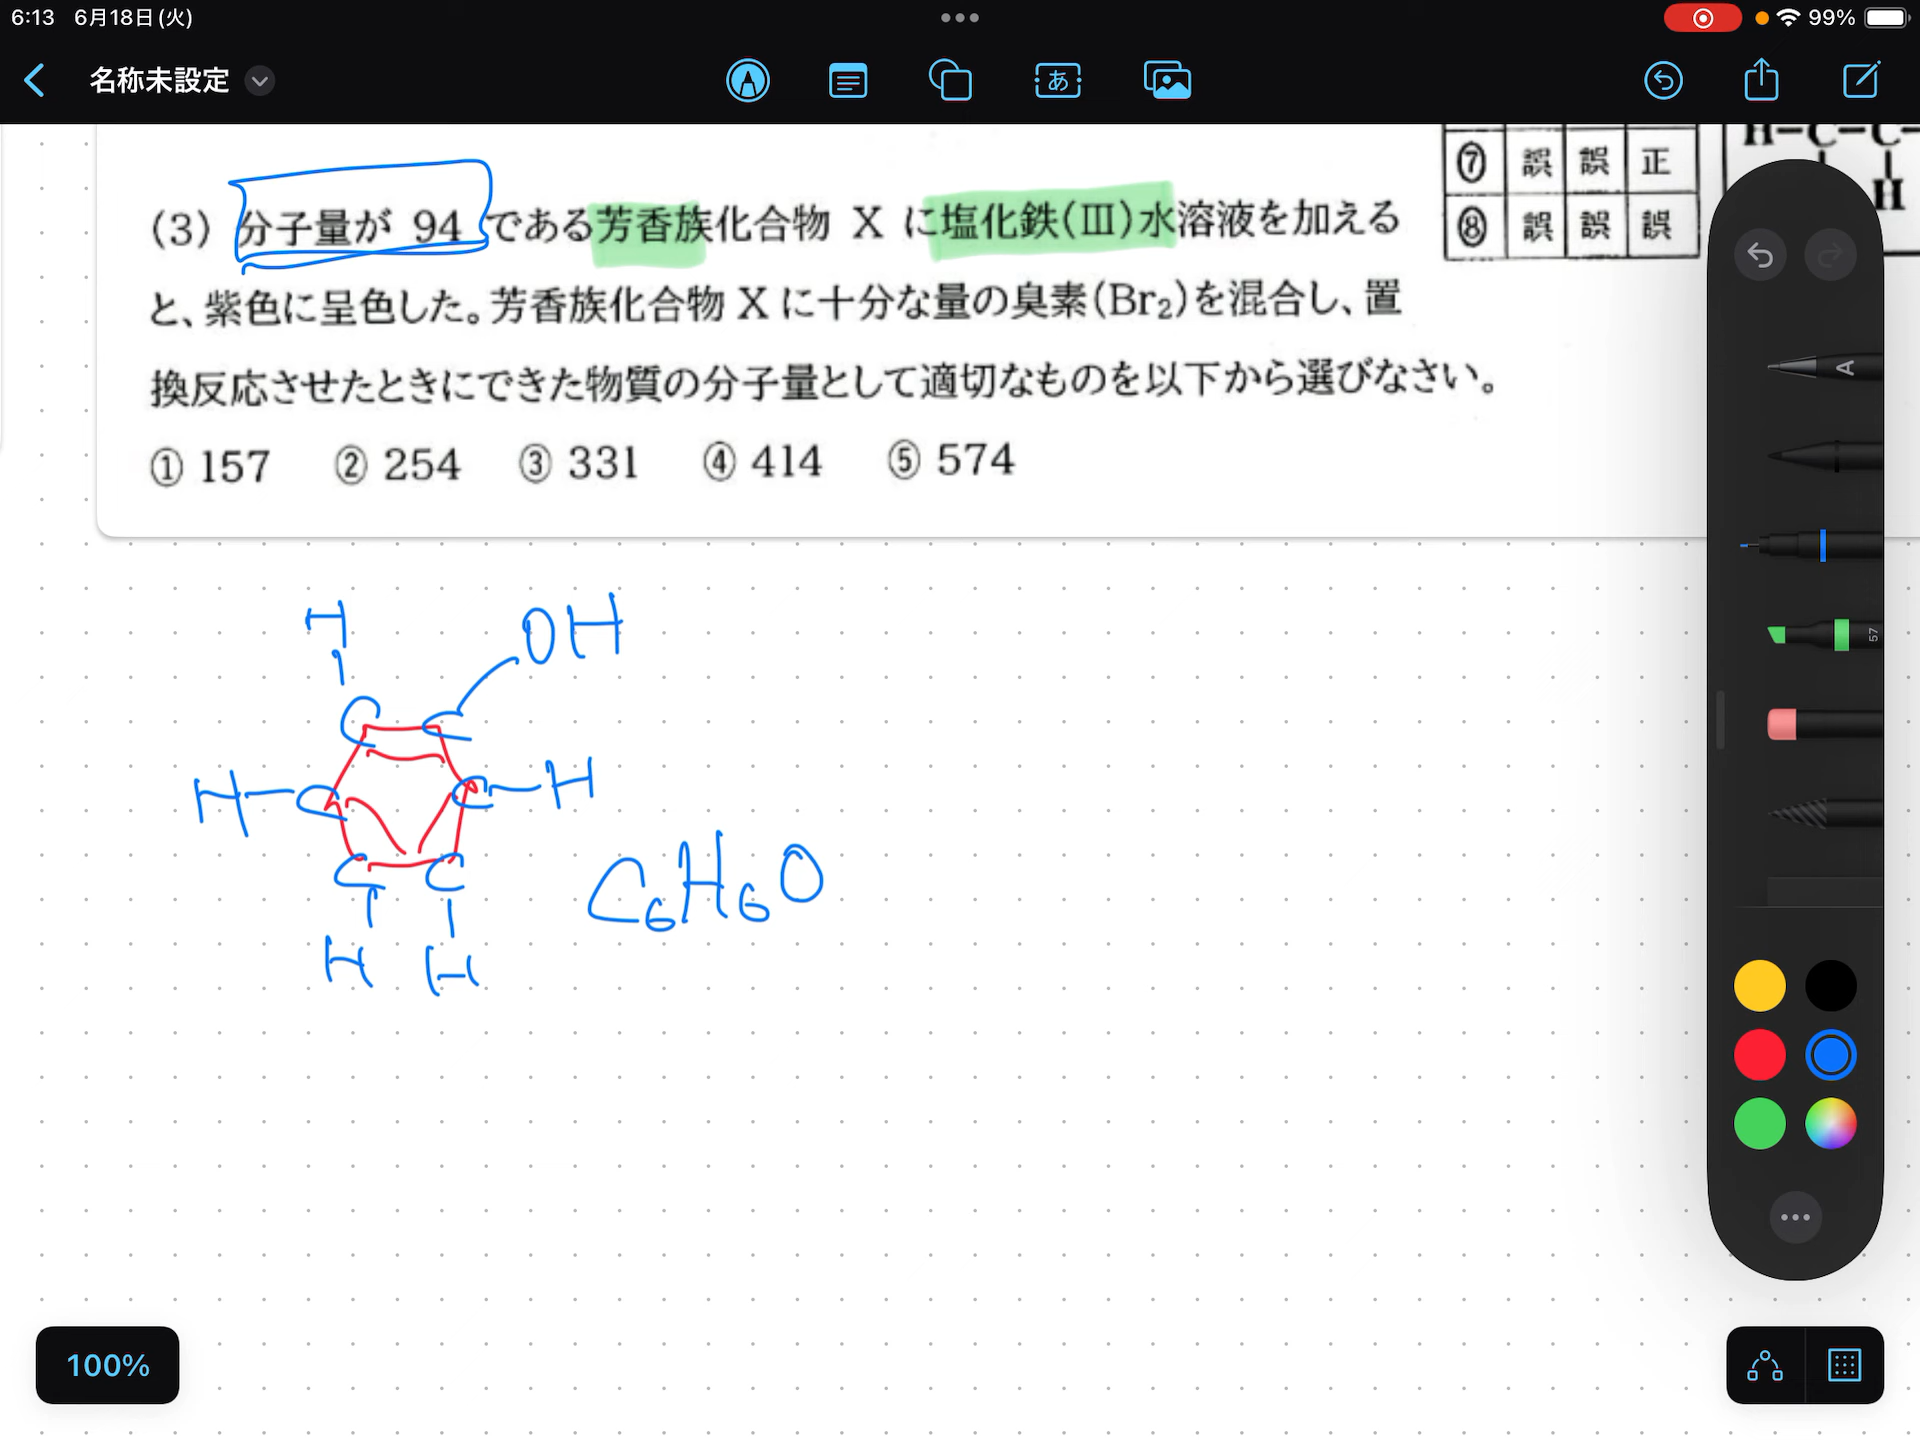 6:13 6月18日(火)
99%
名称未設定
あ
⑦ 誤 誤 正
⑧ 誤 誤 誤
H-C-C-
H
(3) 分子量が 94 である芳香族化合物 X に塩化鉄(Ⅲ)水溶液を加える
と、紫色に呈色した。芳香族化合物 X に十分な量の臭素(Br₂)を混合し、置
換反応させたときにできた物質の分子量として適切なものを以下から選びなさい。
① 157 ② 254 ③ 331 ④ 414 ⑤ 574
H OH
C C
H-C C-H
C C
H H
C₆H₆O
A
57
100%